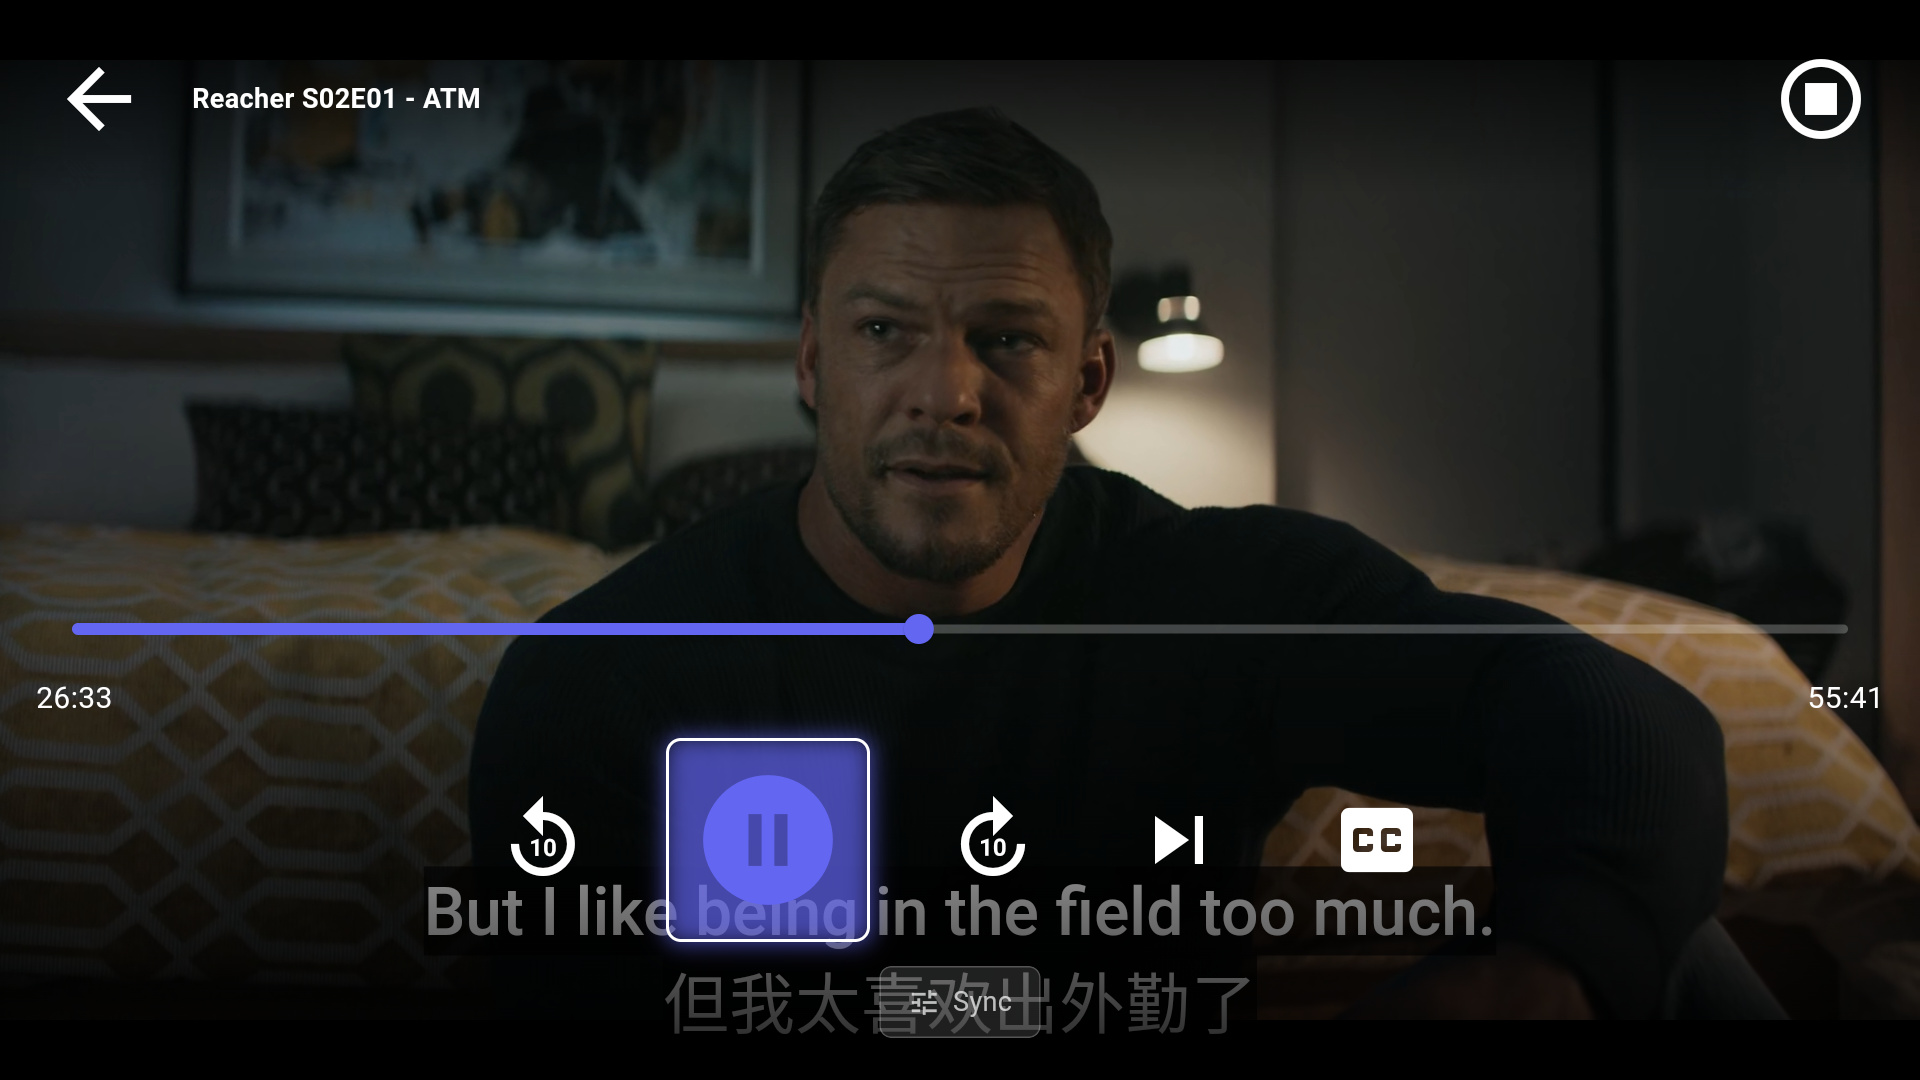 Reacher S02E01 - ATM
26:33
55:41
10
10
CC
But I like being in the field too much.
但我太喜欢出外勤了
Sync